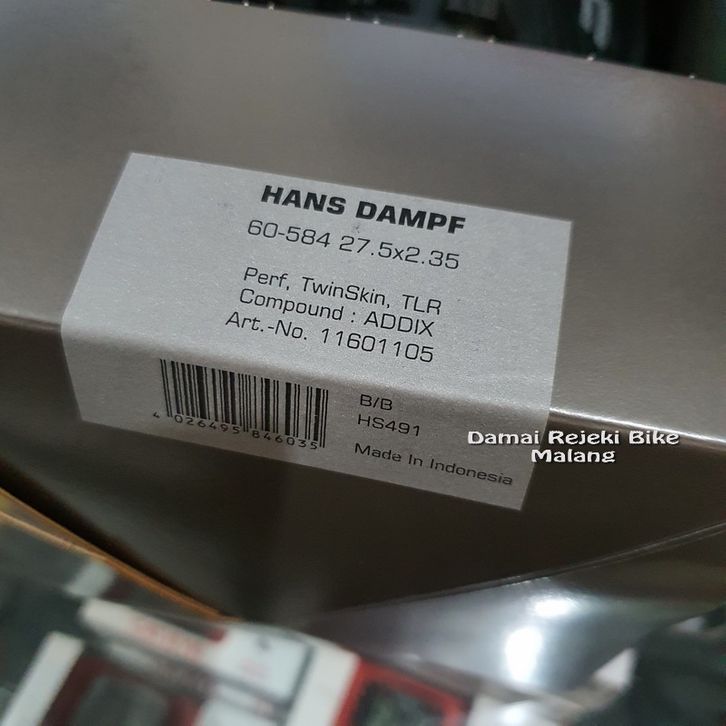 HANS DAMPF
60-584 27.5x2.35
Perf, TwinSkin, TLR
Compound : ADDIX
Art.-No. 11601105
B/B
HS491
4 026495 846035
Made In Indonesia
Damai Rejeki Bike
Malang